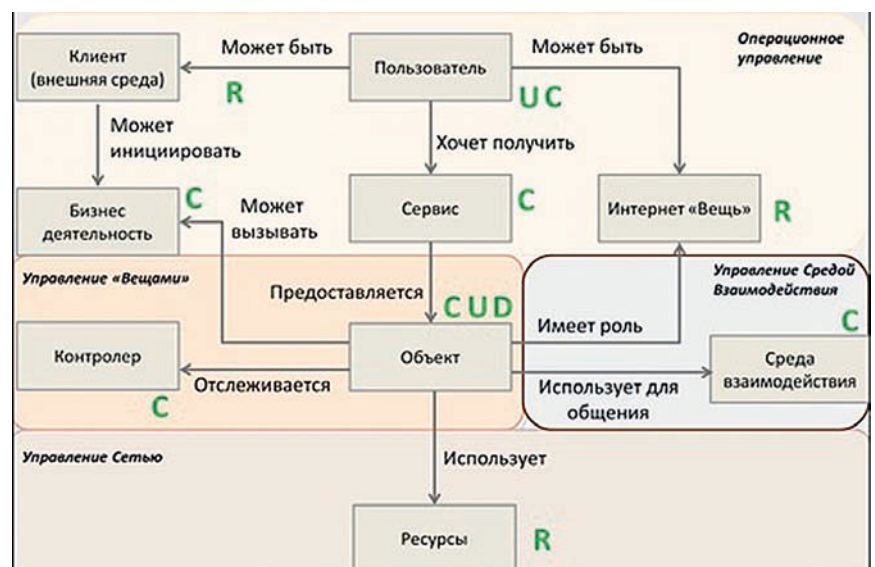 Операционное
управление
Клиент
(внешняя среда)
Может быть
R
Пользователь
U C
Может быть
Может
инициировать
Хочет получить
Бизнес
деятельность
C
Может
вызывать
Сервис
C
Интернет «Вещь»
R
Управление «Вещами»
Предоставляется
C U D
Управление Средой
Взаимодействия
C
Контролер
C
Отслеживается
Объект
Имеет роль
Использует для
общения
Среда
взаимодействия
Управление Сетью
Использует
Ресурсы
R